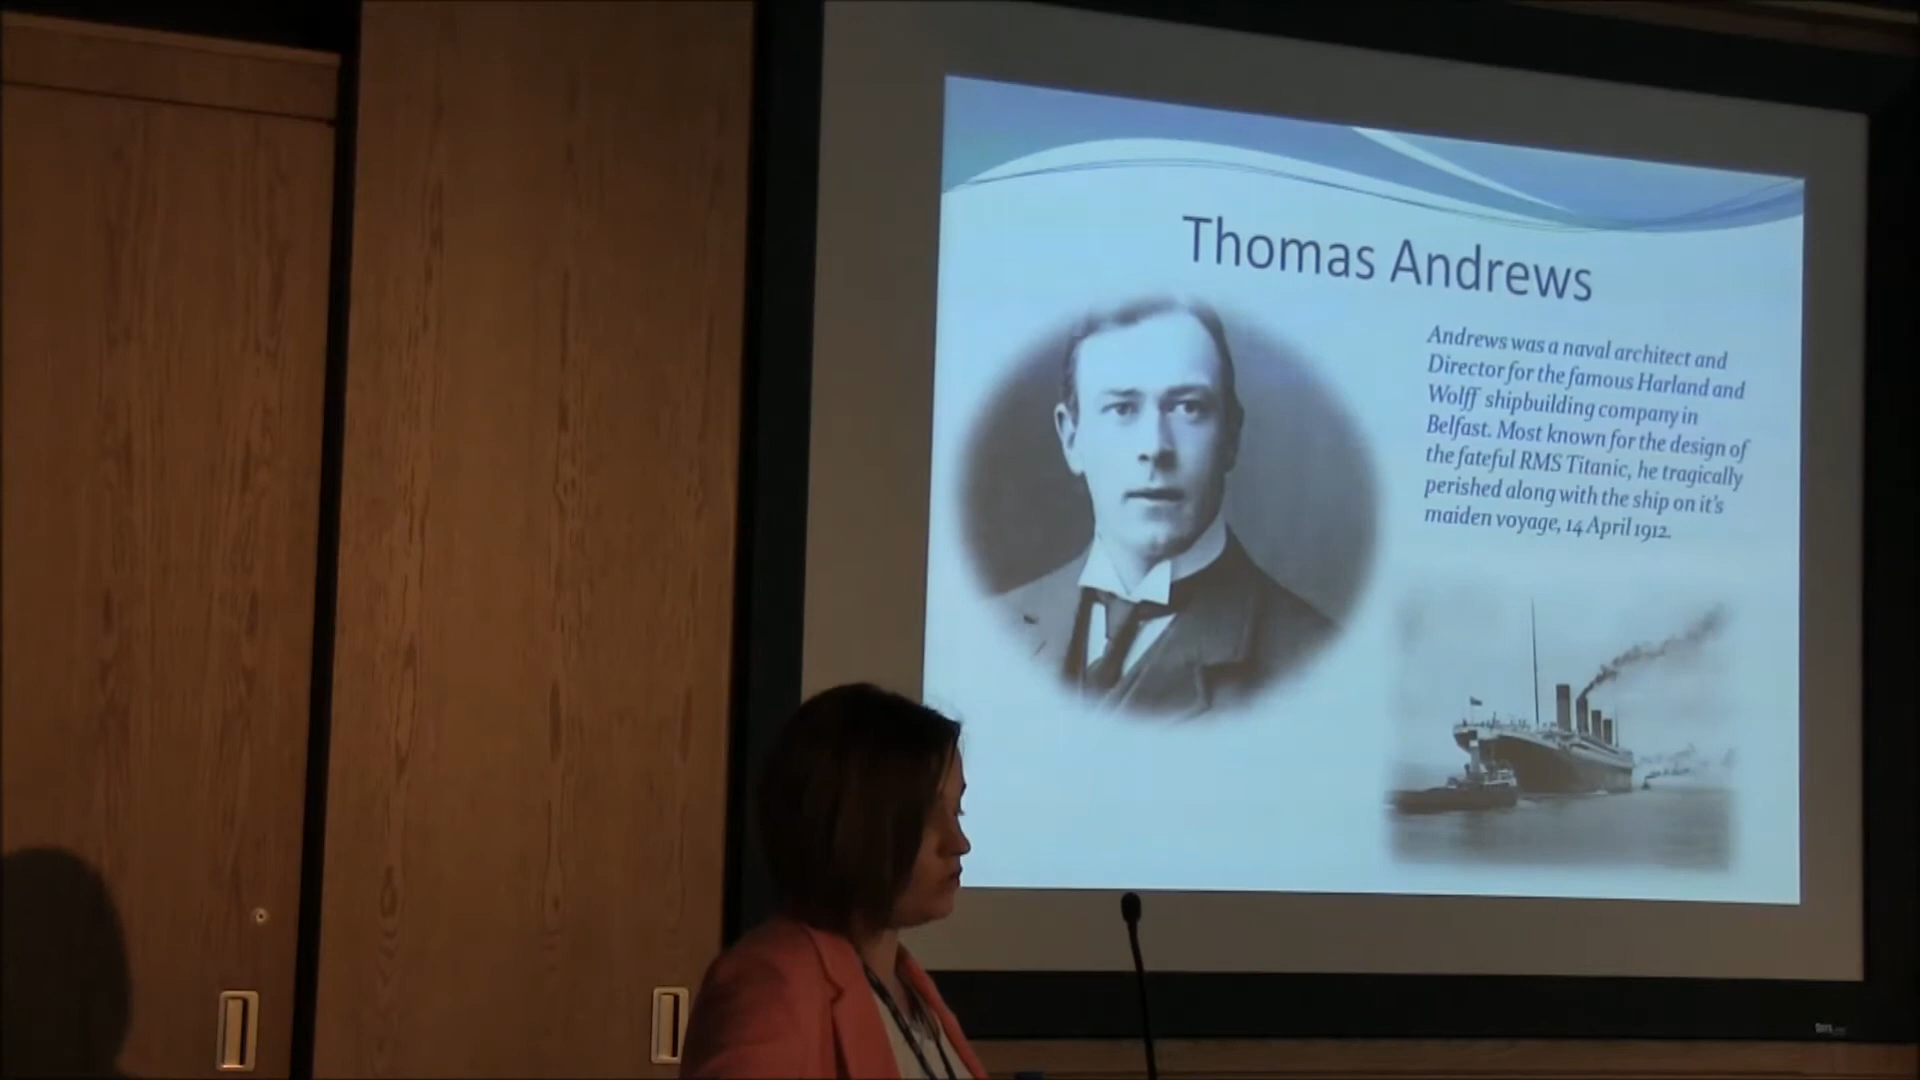 Thomas Andrews
Andrews was a naval architect and
Director for the famous Harland and
Wolff shipbuilding company in
Belfast. Most known for the design of
the fateful RMS Titanic, he tragically
perished along with the ship on it's
maiden voyage, 14 April 1912.